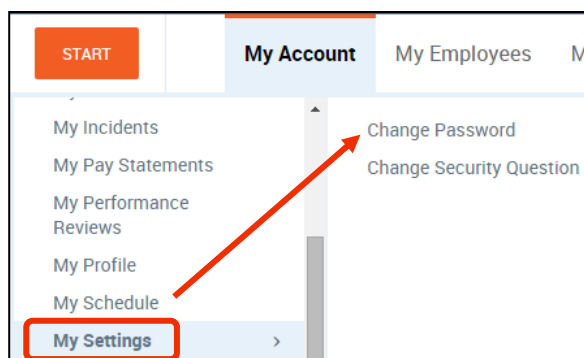 START
My Account
My Employees
M
My Incidents
My Pay Statements
My Performance
Reviews
My Profile
My Schedule
My Settings
Change Password
Change Security Question